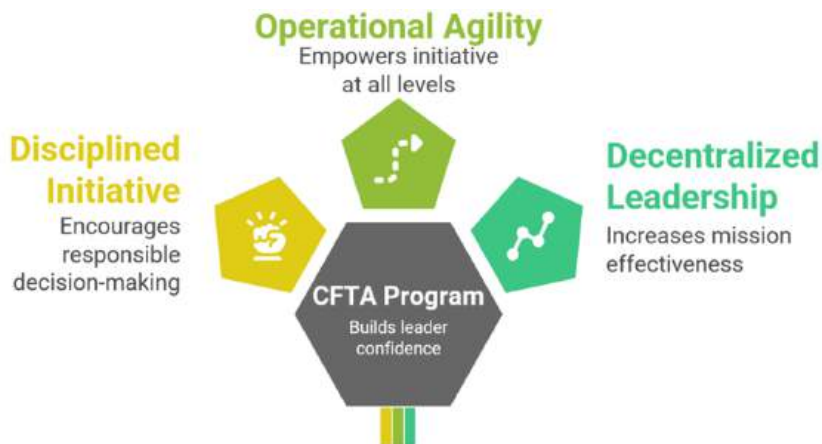 Operational Agility
Empowers initiative
at all levels
Disciplined
Initiative
Encourages
responsible
decision-making
Decentralized
Leadership
Increases mission
effectiveness
CFTA Program
Builds leader
confidence